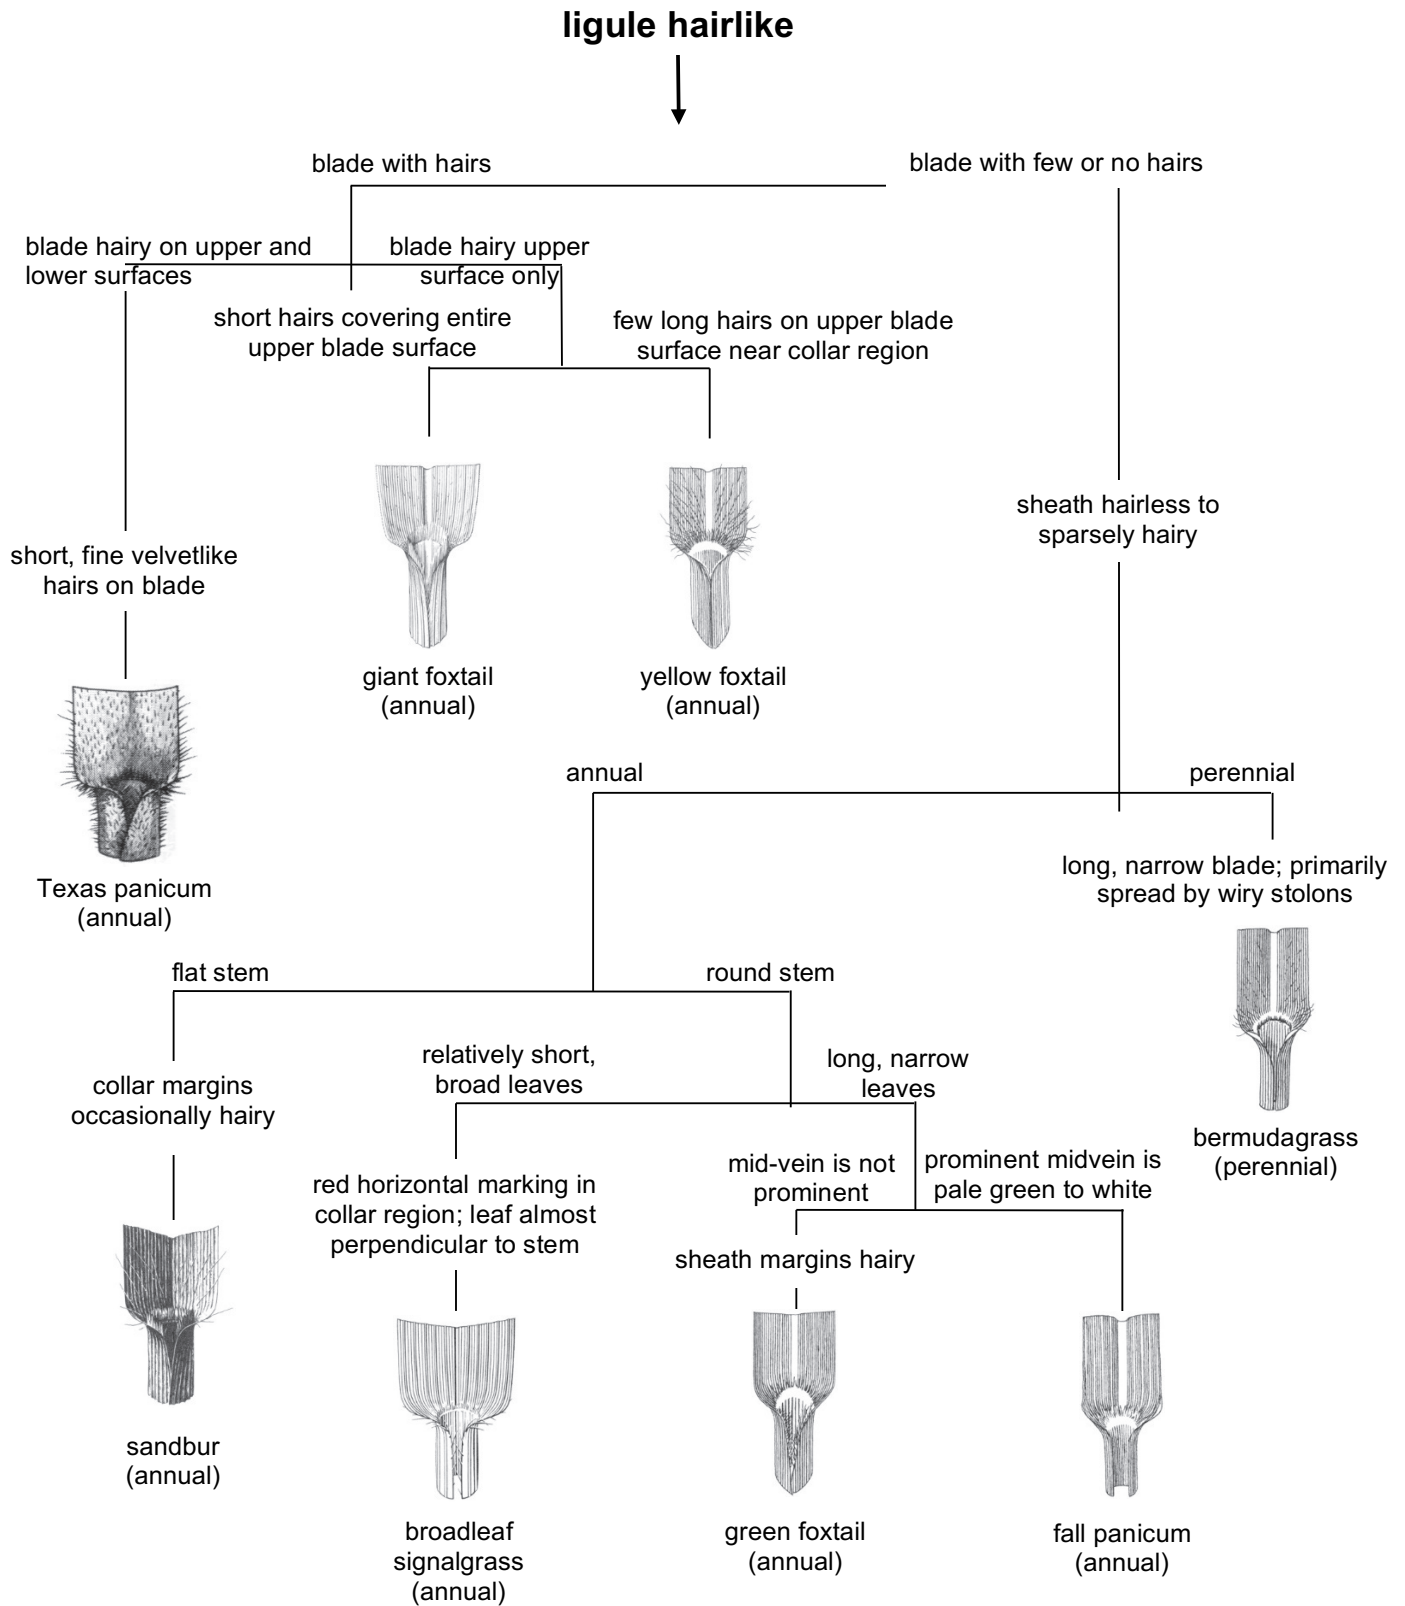 ligule hairlike
blade with hairs
blade with few or no hairs
blade hairy on upper and
lower surfaces
blade hairy upper
surface only
short hairs covering entire
upper blade surface
few long hairs on upper blade
surface near collar region
sheath hairless to
sparsely hairy
short, fine velvetlike
hairs on blade
giant foxtail
(annual)
yellow foxtail
(annual)
annual
perennial
Texas panicum
(annual)
long, narrow blade; primarily
spread by wiry stolons
flat stem
round stem
relatively short,
broad leaves
long, narrow
leaves
collar margins
occasionally hairy
bermudagrass
(perennial)
mid-vein is not
prominent
prominent midvein is
pale green to white
red horizontal marking in
collar region; leaf almost
perpendicular to stem
sheath margins hairy
sandbur
(annual)
broadleaf
signalgrass
(annual)
green foxtail
(annual)
fall panicum
(annual)